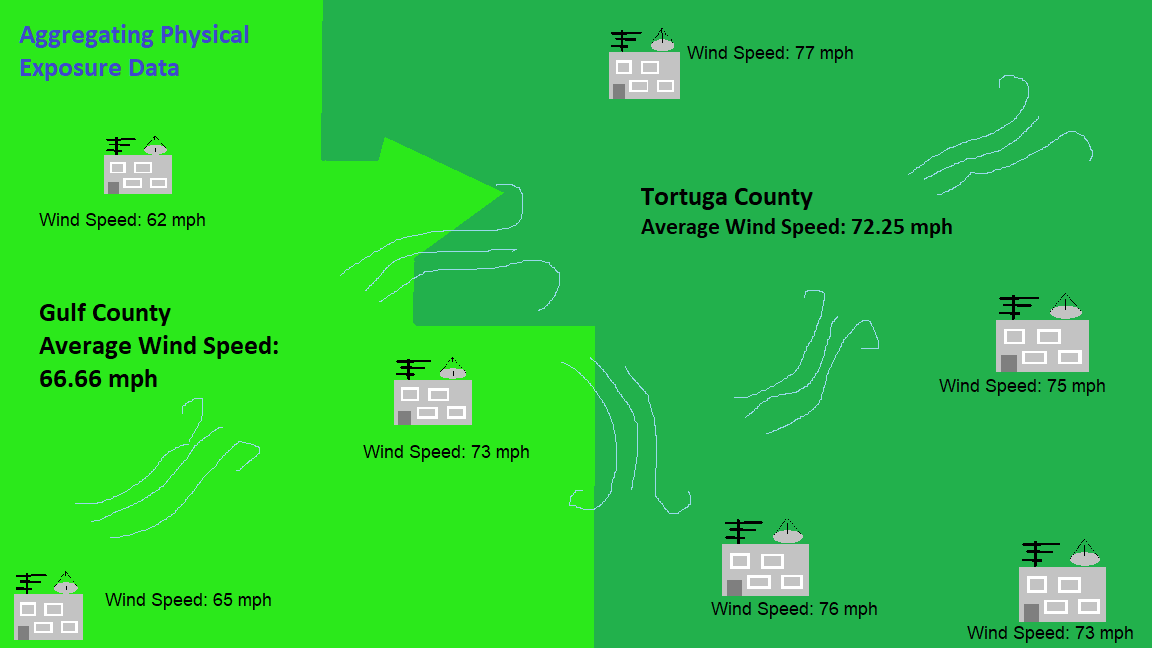 Aggregating Physical
Exposure Data
Wind Speed: 77 mph
Wind Speed: 62 mph
Tortuga County
Average Wind Speed: 72.25 mph
Gulf County
Average Wind Speed:
66.66 mph
Wind Speed: 75 mph
Wind Speed: 73 mph
Wind Speed: 65 mph
Wind Speed: 76 mph
Wind Speed: 73 mph